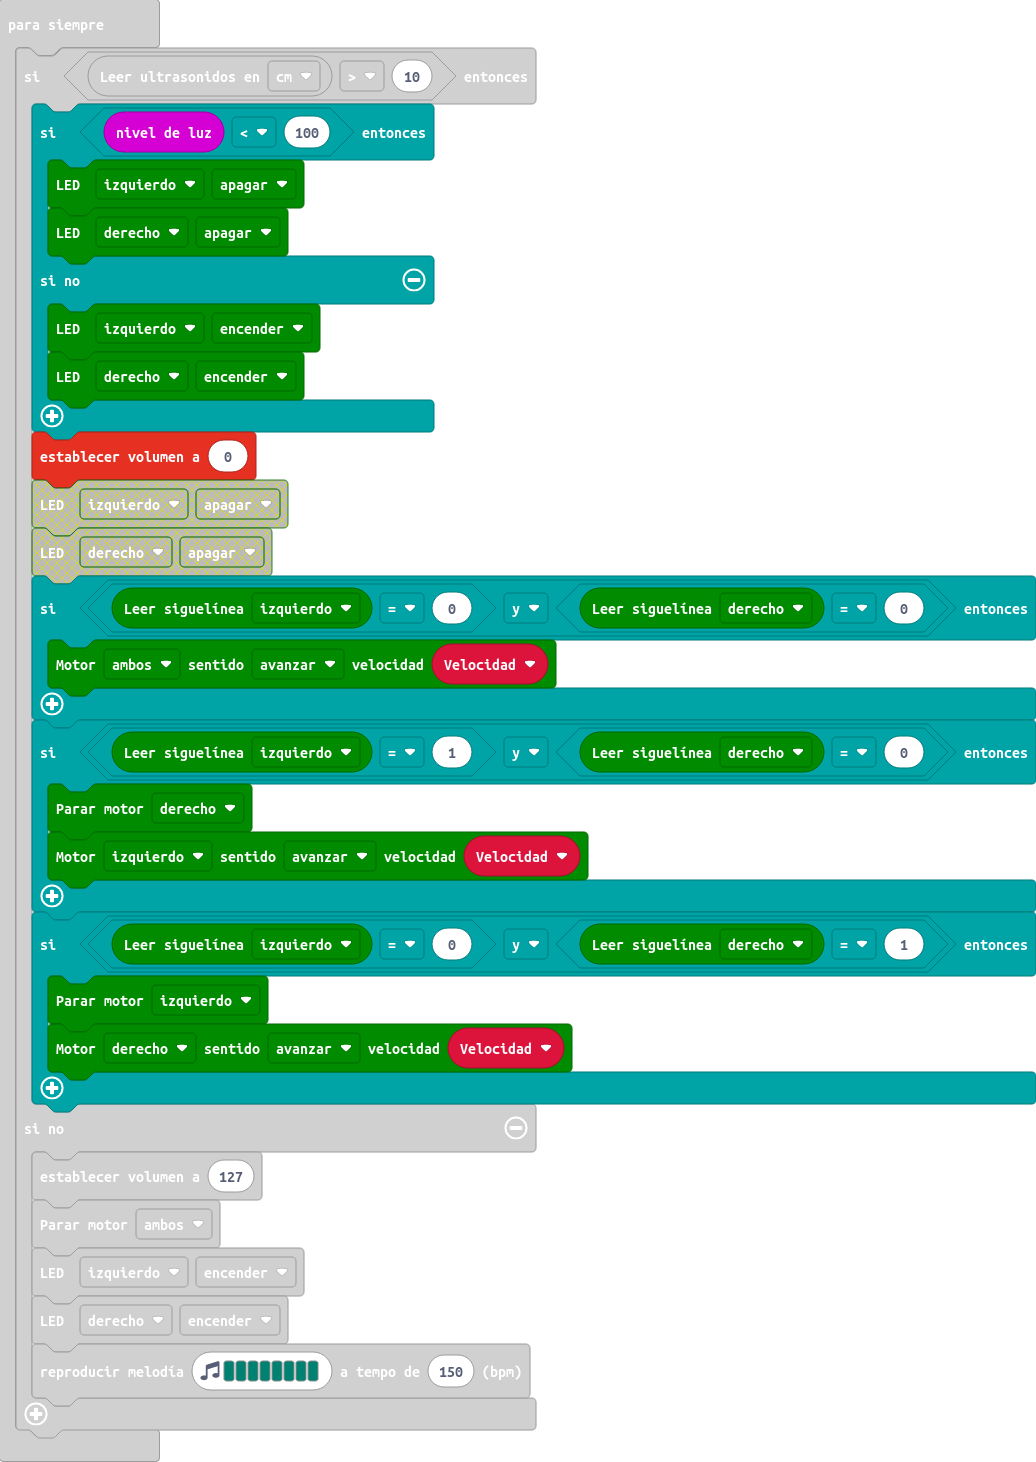 para siempre
si Leer ultrasonidos en cm > 10 entonces
si nivel de luz < 100 entonces
LED izquierdo apagar
LED derecho apagar
si no
LED izquierdo encender
LED derecho encender
establecer volumen a 0
LED izquierdo apagar
LED derecho apagar
si Leer siguelínea izquierdo = 0 y Leer siguelínea derecho = 0 entonces
Motor ambos sentido avanzar velocidad Velocidad
si Leer siguelínea izquierdo = 1 y Leer siguelínea derecho = 0 entonces
Parar motor derecho
Motor izquierdo sentido avanzar velocidad Velocidad
si Leer siguelínea izquierdo = 0 y Leer siguelínea derecho = 1 entonces
Parar motor izquierdo
Motor derecho sentido avanzar velocidad Velocidad
si no
establecer volumen a 127
Parar motor ambos
LED izquierdo encender
LED derecho encender
reproducir melodía a tempo de 150 (bpm)